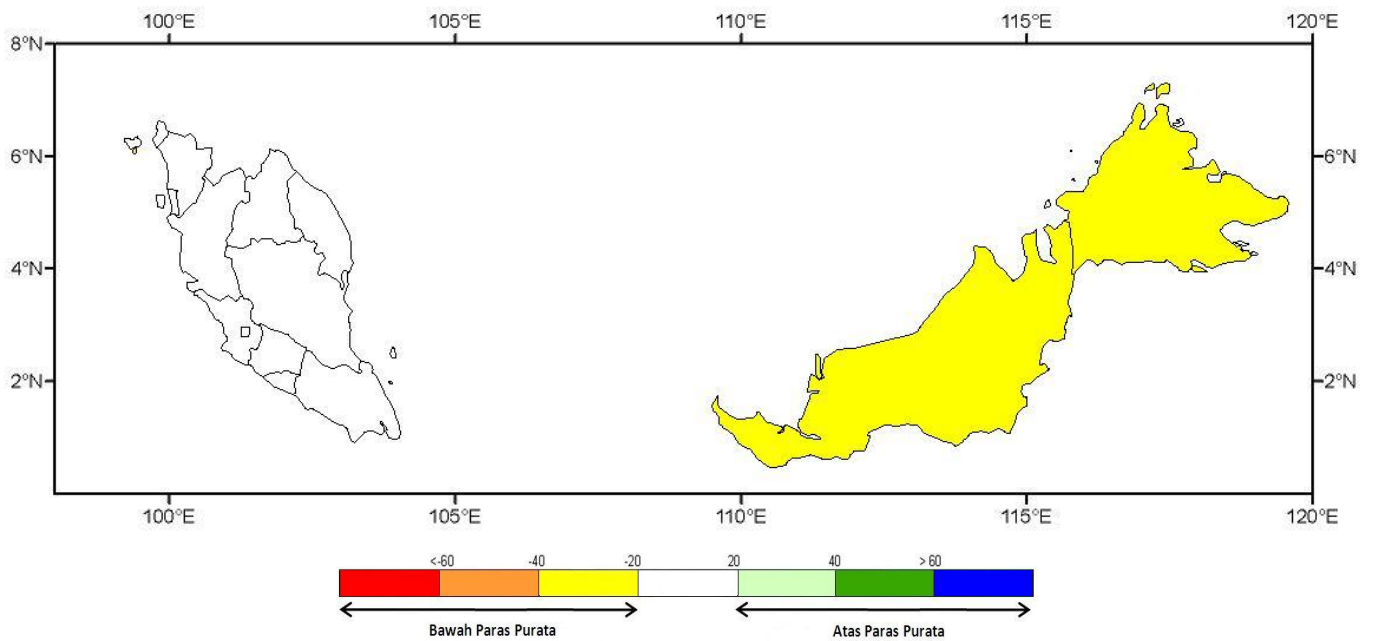 100°E 105°E 110°E 115°E 120°E
8°N
6°N 6°N
4°N 4°N
2°N 2°N
100°E 105°E 110°E 115°E 120°E
<-60 -40 -20 20 40 > 60
Bawah Paras Purata Atas Paras Purata